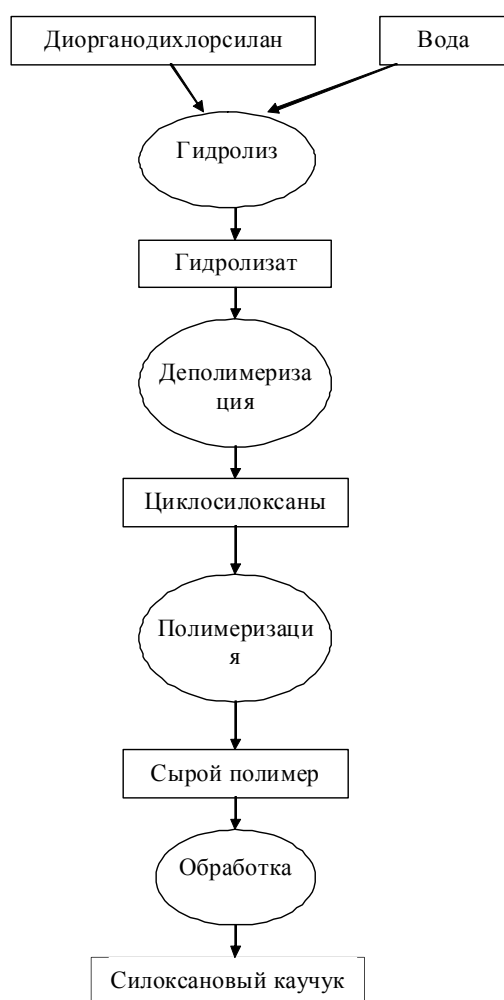 Диорганодихлорсилан
Вода
Гидролиз
Гидролизат
Деполимериза
ция
Циклосилоксаны
Полимеризаци
я
Сырой полимер
Обработка
Силоксановый каучук